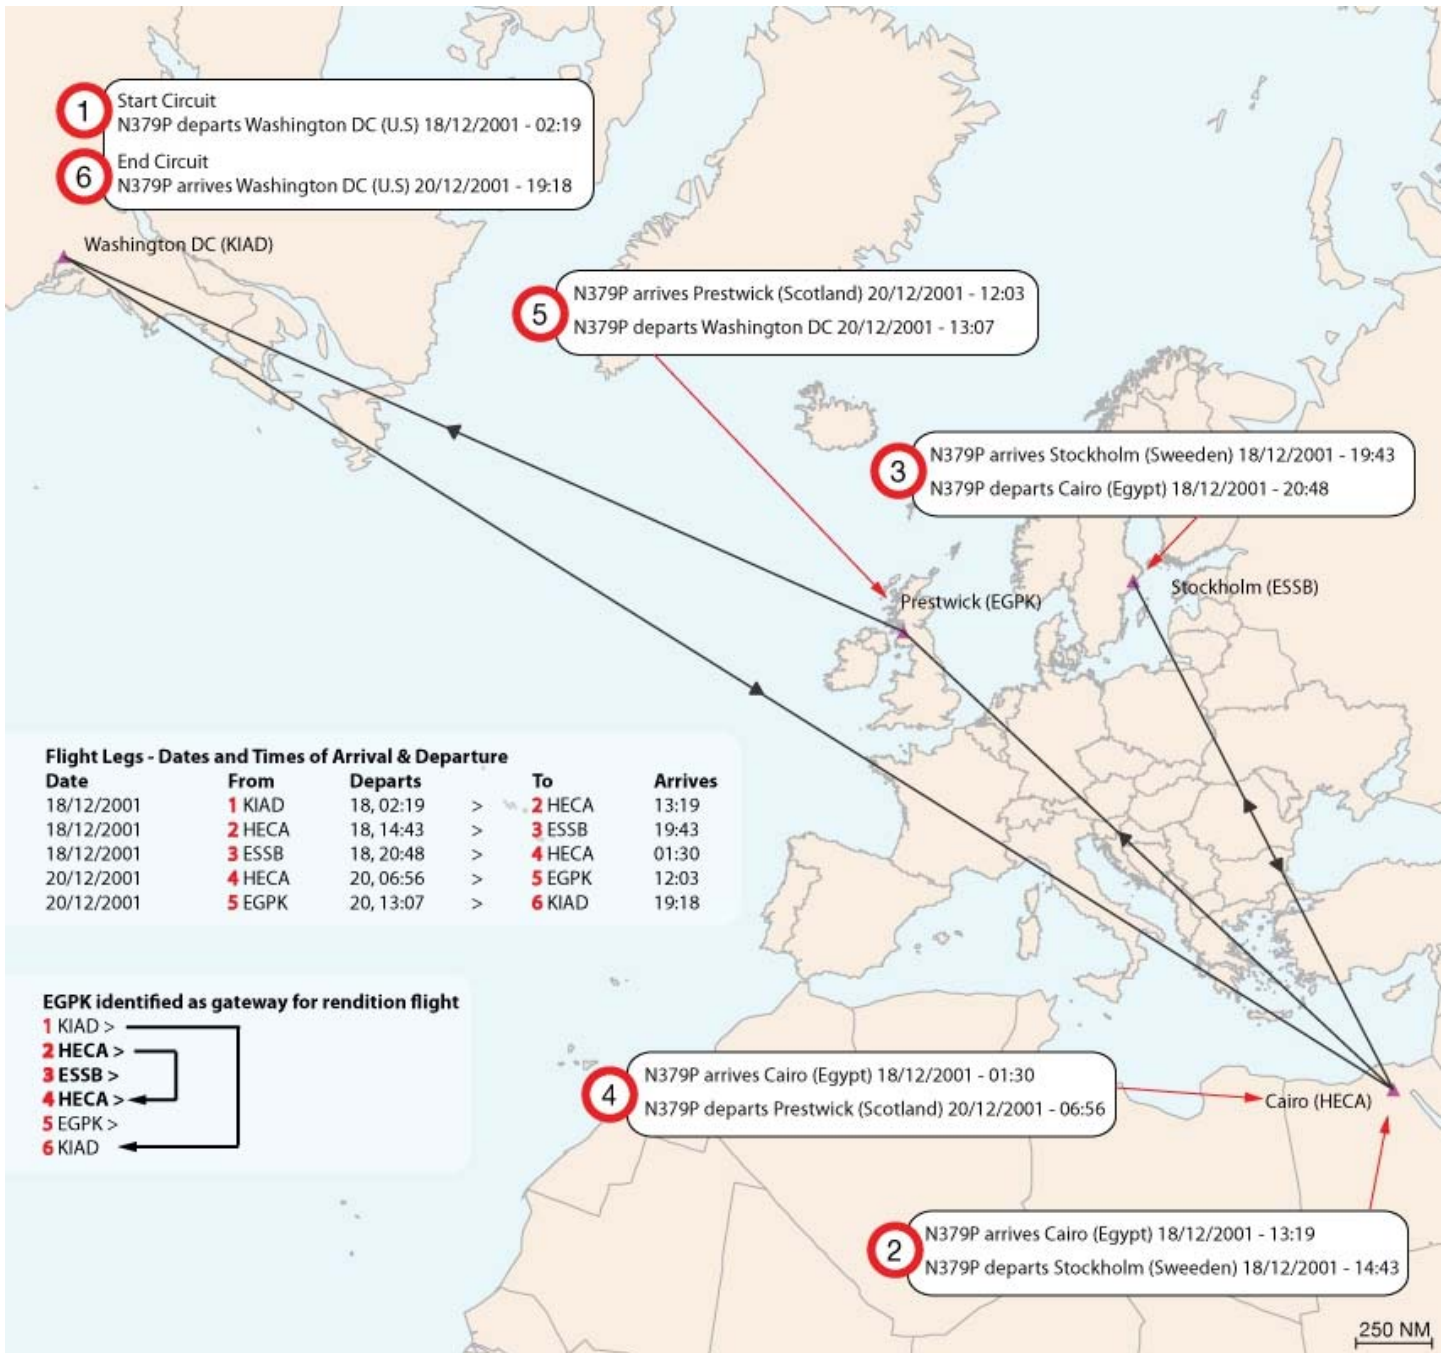 1
Start Circuit
N379P departs Washington DC (U.S) 18/12/2001 - 02:19
6
End Circuit
N379P arrives Washington DC (U.S) 20/12/2001 - 19:18
Washington DC (KIAD)
5
N379P arrives Prestwick (Scotland) 20/12/2001 - 12:03
N379P departs Washington DC 20/12/2001 - 13:07
3
N379P arrives Stockholm (Sweeden) 18/12/2001 - 19:43
N379P departs Cairo (Egypt) 18/12/2001 - 20:48
Prestwick (EGPK)
Stockholm (ESSB)
Flight Legs - Dates and Times of Arrival & Departure
Date From Departs To Arrives
18/12/2001 1 KIAD 18, 02:19 > 2 HECA 13:19
18/12/2001 2 HECA 18, 14:43 > 3 ESSB 19:43
18/12/2001 3 ESSB 18, 20:48 > 4 HECA 01:30
20/12/2001 4 HECA 20, 06:56 > 5 EGPK 12:03
20/12/2001 5 EGPK 20, 13:07 > 6 KIAD 19:18
EGPK identified as gateway for rendition flight
1 KIAD >
2 HECA >
3 ESSB >
4 HECA >
5 EGPK >
6 KIAD
4
N379P arrives Cairo (Egypt) 18/12/2001 - 01:30
N379P departs Prestwick (Scotland) 20/12/2001 - 06:56
Cairo (HECA)
2
N379P arrives Cairo (Egypt) 18/12/2001 - 13:19
N379P departs Stockholm (Sweeden) 18/12/2001 - 14:43
250 NM